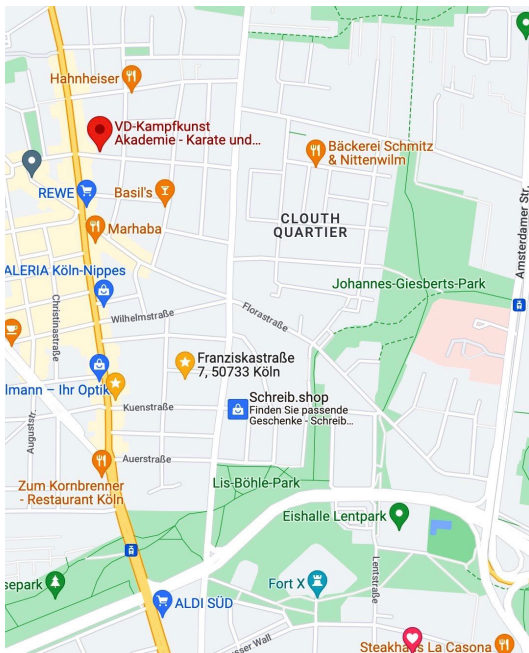 Hahnheiser
VD-Kampfkunst
Akademie - Karate und...
Bäckerei Schmitz
& Nittenwilm
REWE
Basil's
Marhaba
CLOUTH
QUARTIER
Amsterdamer Str.
ALERIA Köln-Nippes
Johannes-Giesberts-Park
Christinastraße
Wilhelmstraße
Florastraße
Franziskastraße
7, 50733 Köln
lmann – Ihr Optik
Kuenstraße
Schreib.shop
Finden Sie passende
Geschenke - Schreib...
Auguststr.
Auerstraße
Zum Kornbrenner
- Restaurant Köln
Lis-Böhle-Park
Eishalle Lentpark
Lentstraße
separk
Fort X
ALDI SÜD
sser Wall
Steakhaus La Casona